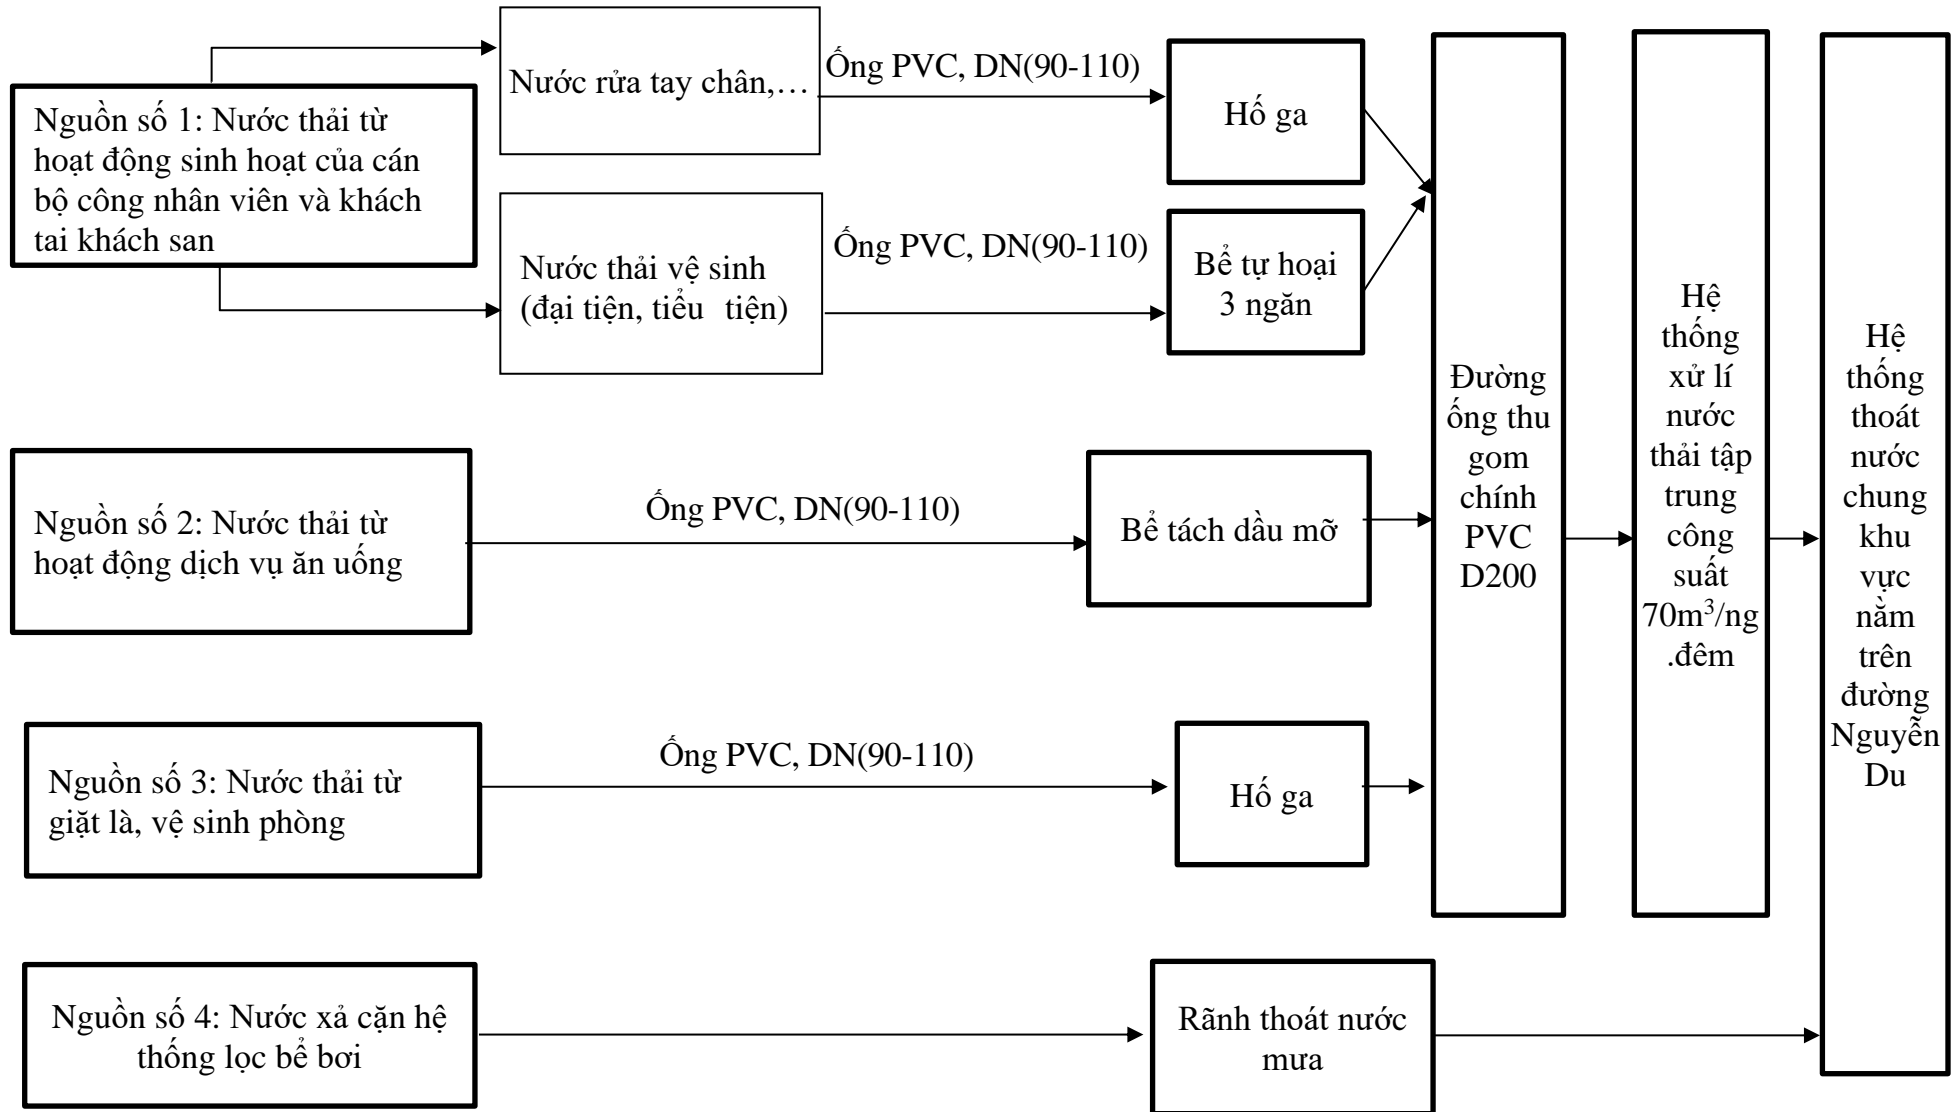 Nước rửa tay chân,…
Ống PVC, DN(90-110)
Hố ga
Nguồn số 1: Nước thải từ
hoạt động sinh hoạt của cán
bộ công nhân viên và khách
tai khách san
Nước thải vệ sinh
(đại tiện, tiểu tiện)
Ống PVC, DN(90-110)
Bể tự hoại
3 ngăn
Nguồn số 2: Nước thải từ
hoạt động dịch vụ ăn uống
Ống PVC, DN(90-110)
Bể tách dầu mỡ
Nguồn số 3: Nước thải từ
giặt là, vệ sinh phòng
Ống PVC, DN(90-110)
Hố ga
Nguồn số 4: Nước xả cặn hệ
thống lọc bể bơi
Rãnh thoát nước
mưa
Đường
ống thu
gom
chính
PVC
D200
Hệ
thống
xử lí
nước
thải tập
trung
công
suất
70m³/ng
.đêm
Hệ
thống
thoát
nước
chung
khu
vực
nằm
trên
đường
Nguyễn
Du